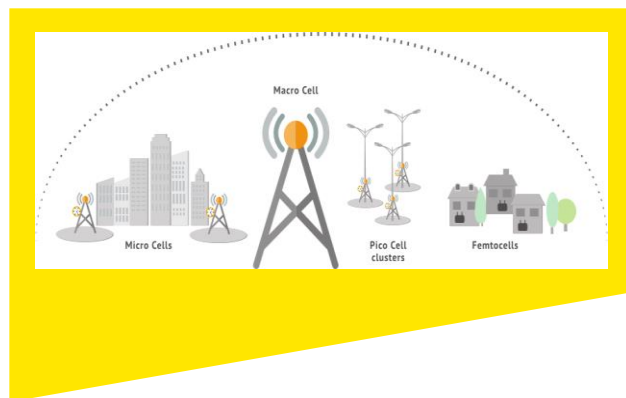 Macro Cell
Micro Cells
Pico Cell
clusters
Femtocells